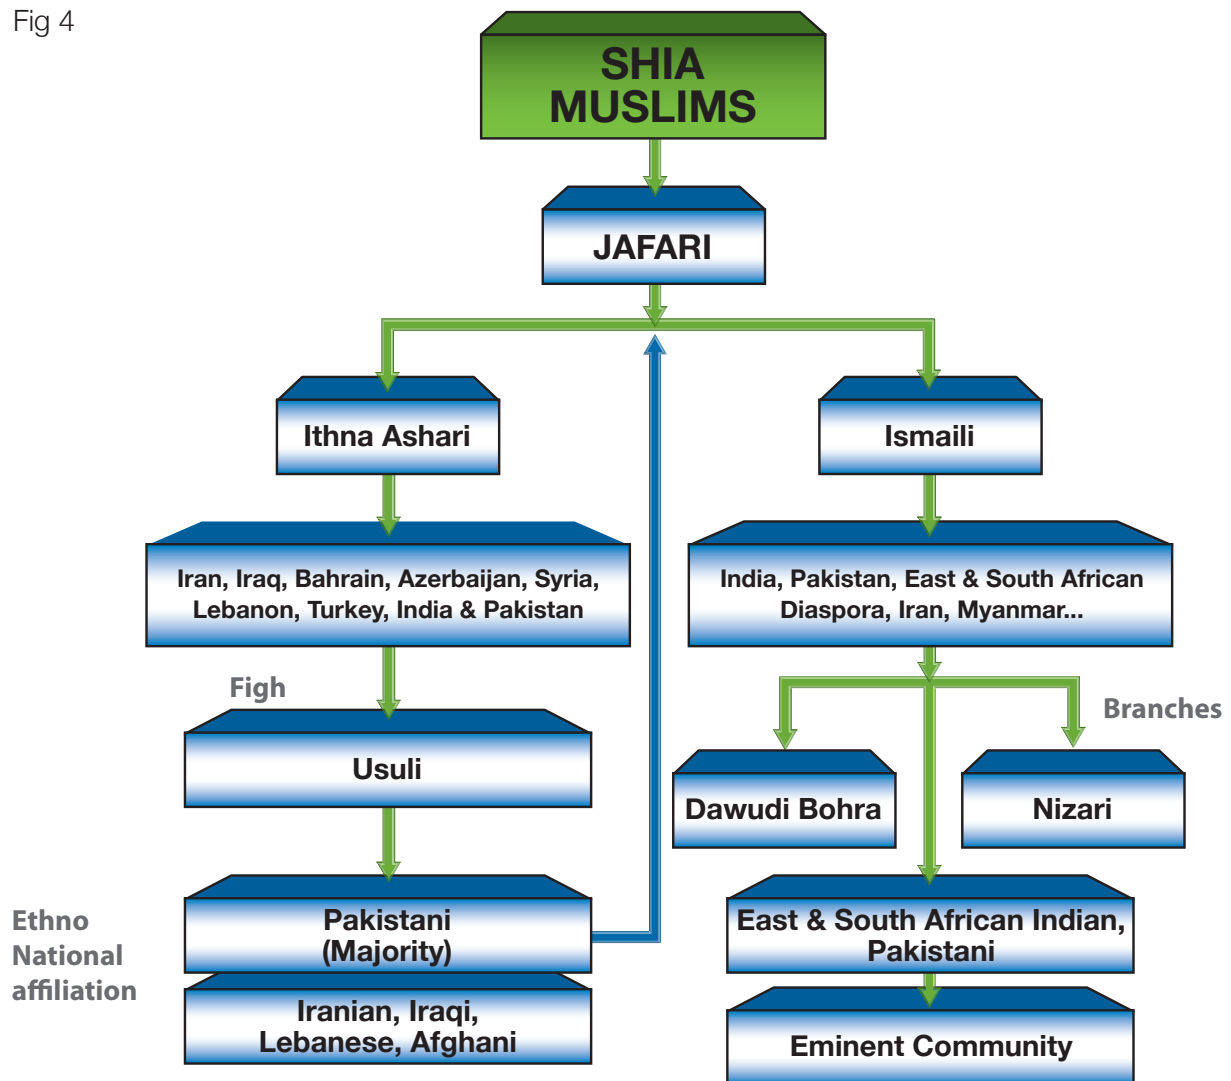 Fig 4
SHIA
MUSLIMS
JAFARI
Ithna Ashari
Ismaili
Iran, Iraq, Bahrain, Azerbaijan, Syria,
Lebanon, Turkey, India & Pakistan
India, Pakistan, East & South African
Diaspora, Iran, Myanmar...
Figh
Branches
Usuli
Dawudi Bohra
Nizari
Ethno
National
affiliation
Pakistani
(Majority)
East & South African Indian,
Pakistani
Iranian, Iraqi,
Lebanese, Afghani
Eminent Community